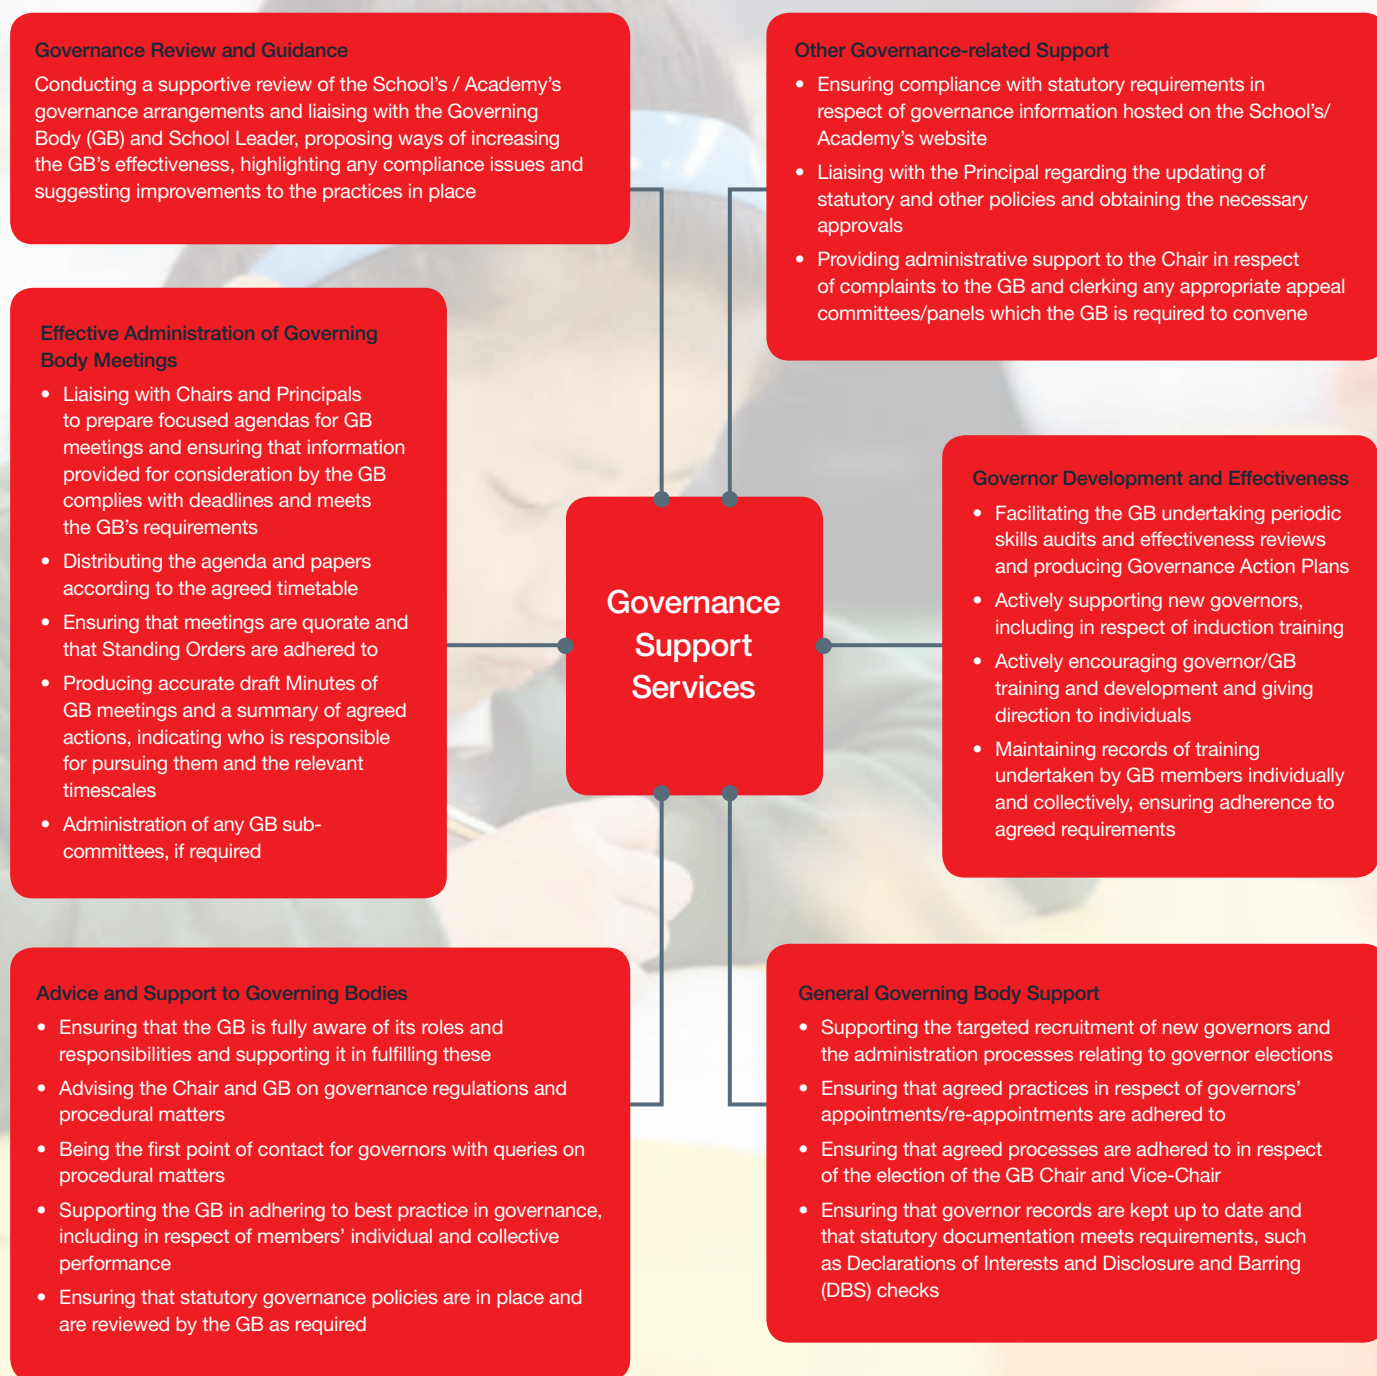 Governance Review and Guidance
Conducting a supportive review of the School’s / Academy’s
governance arrangements and liaising with the Governing
Body (GB) and School Leader, proposing ways of increasing
the GB’s effectiveness, highlighting any compliance issues and
suggesting improvements to the practices in place
Other Governance-related Support
• Ensuring compliance with statutory requirements in
respect of governance information hosted on the School’s/
Academy’s website
• Liaising with the Principal regarding the updating of
statutory and other policies and obtaining the necessary
approvals
• Providing administrative support to the Chair in respect
of complaints to the GB and clerking any appropriate appeal
committees/panels which the GB is required to convene
Effective Administration of Governing
Body Meetings
• Liaising with Chairs and Principals
to prepare focused agendas for GB
meetings and ensuring that information
provided for consideration by the GB
complies with deadlines and meets
the GB’s requirements
• Distributing the agenda and papers
according to the agreed timetable
• Ensuring that meetings are quorate and
that Standing Orders are adhered to
• Producing accurate draft Minutes of
GB meetings and a summary of agreed
actions, indicating who is responsible
for pursuing them and the relevant
timescales
• Administration of any GB sub-
committees, if required
Governance
Support
Services
Governor Development and Effectiveness
• Facilitating the GB undertaking periodic
skills audits and effectiveness reviews
and producing Governance Action Plans
• Actively supporting new governors,
including in respect of induction training
• Actively encouraging governor/GB
training and development and giving
direction to individuals
• Maintaining records of training
undertaken by GB members individually
and collectively, ensuring adherence to
agreed requirements
Advice and Support to Governing Bodies
• Ensuring that the GB is fully aware of its roles and
responsibilities and supporting it in fulfilling these
• Advising the Chair and GB on governance regulations and
procedural matters
• Being the first point of contact for governors with queries on
procedural matters
• Supporting the GB in adhering to best practice in governance,
including in respect of members’ individual and collective
performance
• Ensuring that statutory governance policies are in place and
are reviewed by the GB as required
General Governing Body Support
• Supporting the targeted recruitment of new governors and
the administration processes relating to governor elections
• Ensuring that agreed practices in respect of governors’
appointments/re-appointments are adhered to
• Ensuring that agreed processes are adhered to in respect
of the election of the GB Chair and Vice-Chair
• Ensuring that governor records are kept up to date and
that statutory documentation meets requirements, such
as Declarations of Interests and Disclosure and Barring
(DBS) checks